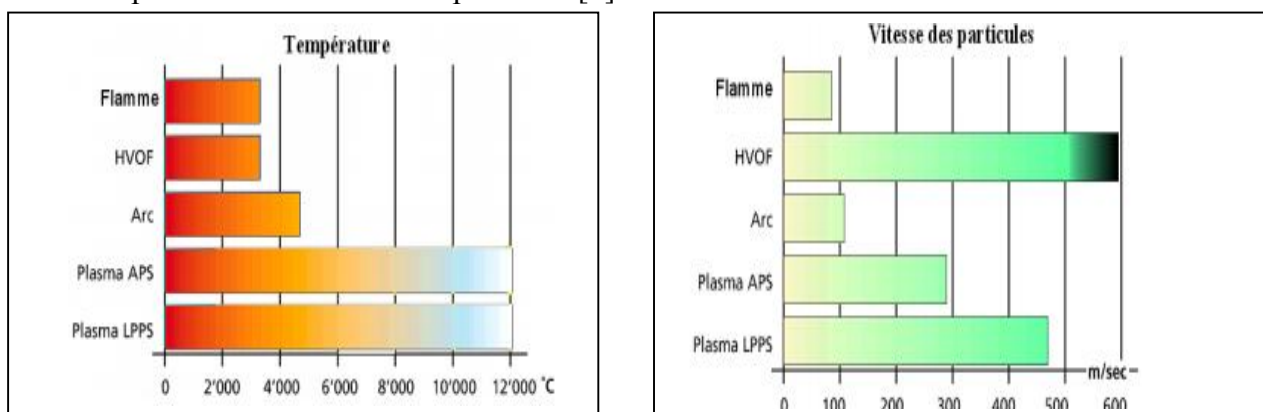 Température
Flamme
HVOF
Arc
Plasma APS
Plasma LPPS
0 2'000 4'000 6'000 8'000 10'000 12'000 °C
Vitesse des particules
Flamme
HVOF
Arc
Plasma APS
Plasma LPPS
m/sec
0 100 200 300 400 500 600